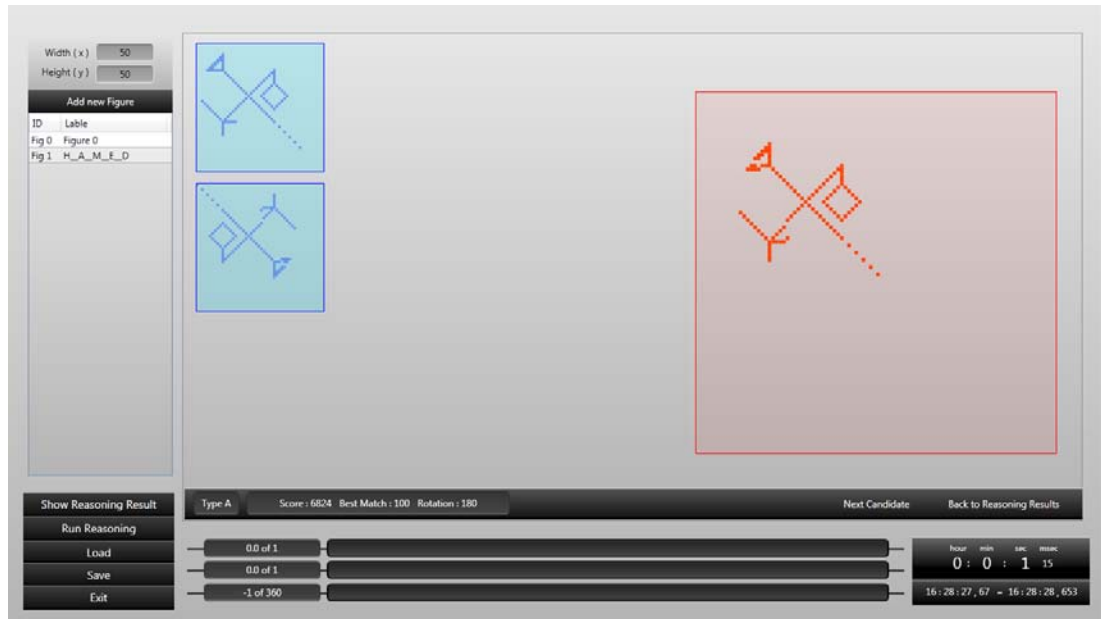 Width ( x ) 50
Height ( y ) 50
Add new Figure
ID Lable
Fig 0 Figure 0
Fig 1 H_A_M_E_D
Show Reasoning Result
Run Reasoning
Load
Save
Exit
Type A Score : 6824 Best Match : 100 Rotation : 180 Next Candidate Back to Reasoning Results
0.0 of 1
0.0 of 1
-1 of 360
hour min sec msec
0 : 0 : 1 15
16 : 28 : 27 , 67 - 16 : 28 : 28 , 653